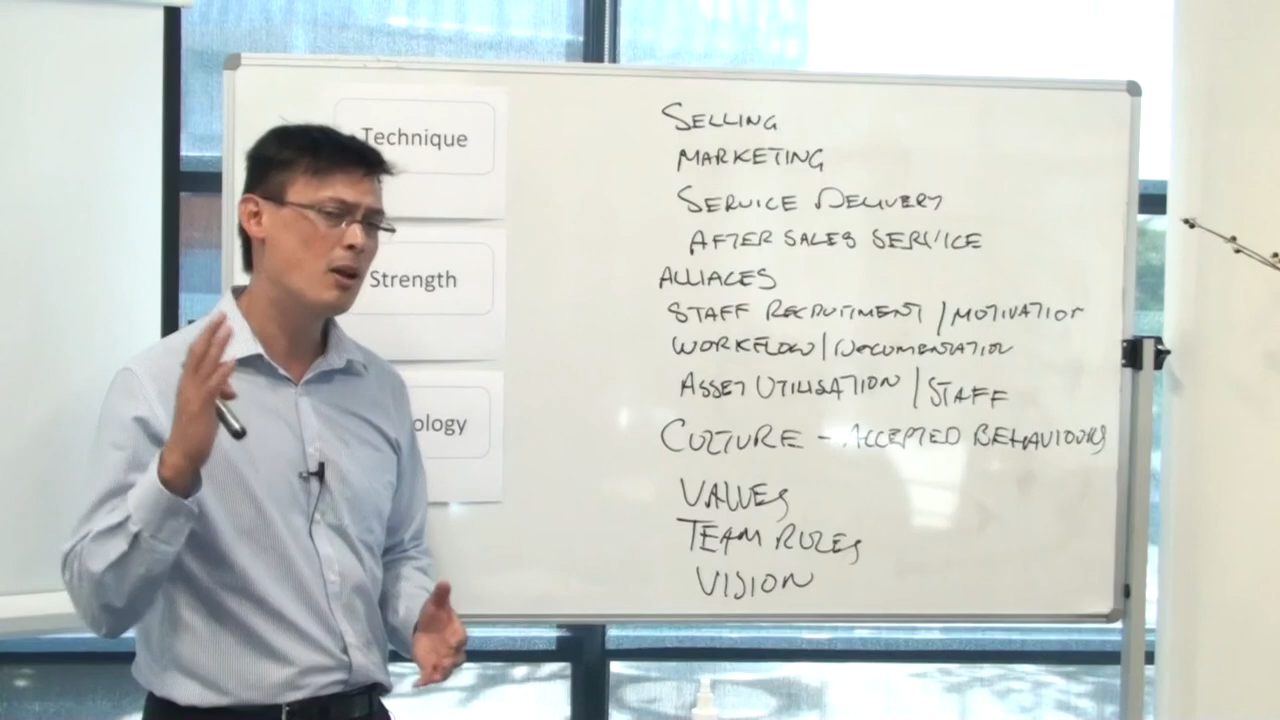 Technique
Strength
ology
SELLING
MARKETING
SERVICE DELIVERY
AFTER SALES SERVICE
ALLIACES
STAFF RECRUITMENT / MOTIVATION
WORKFLOW / DOCUMENTATION
ASSET UTILISATION / STAFF
CULTURE - ACCEPTED BEHAVIOURS
VALUES
TEAM RULES
VISION